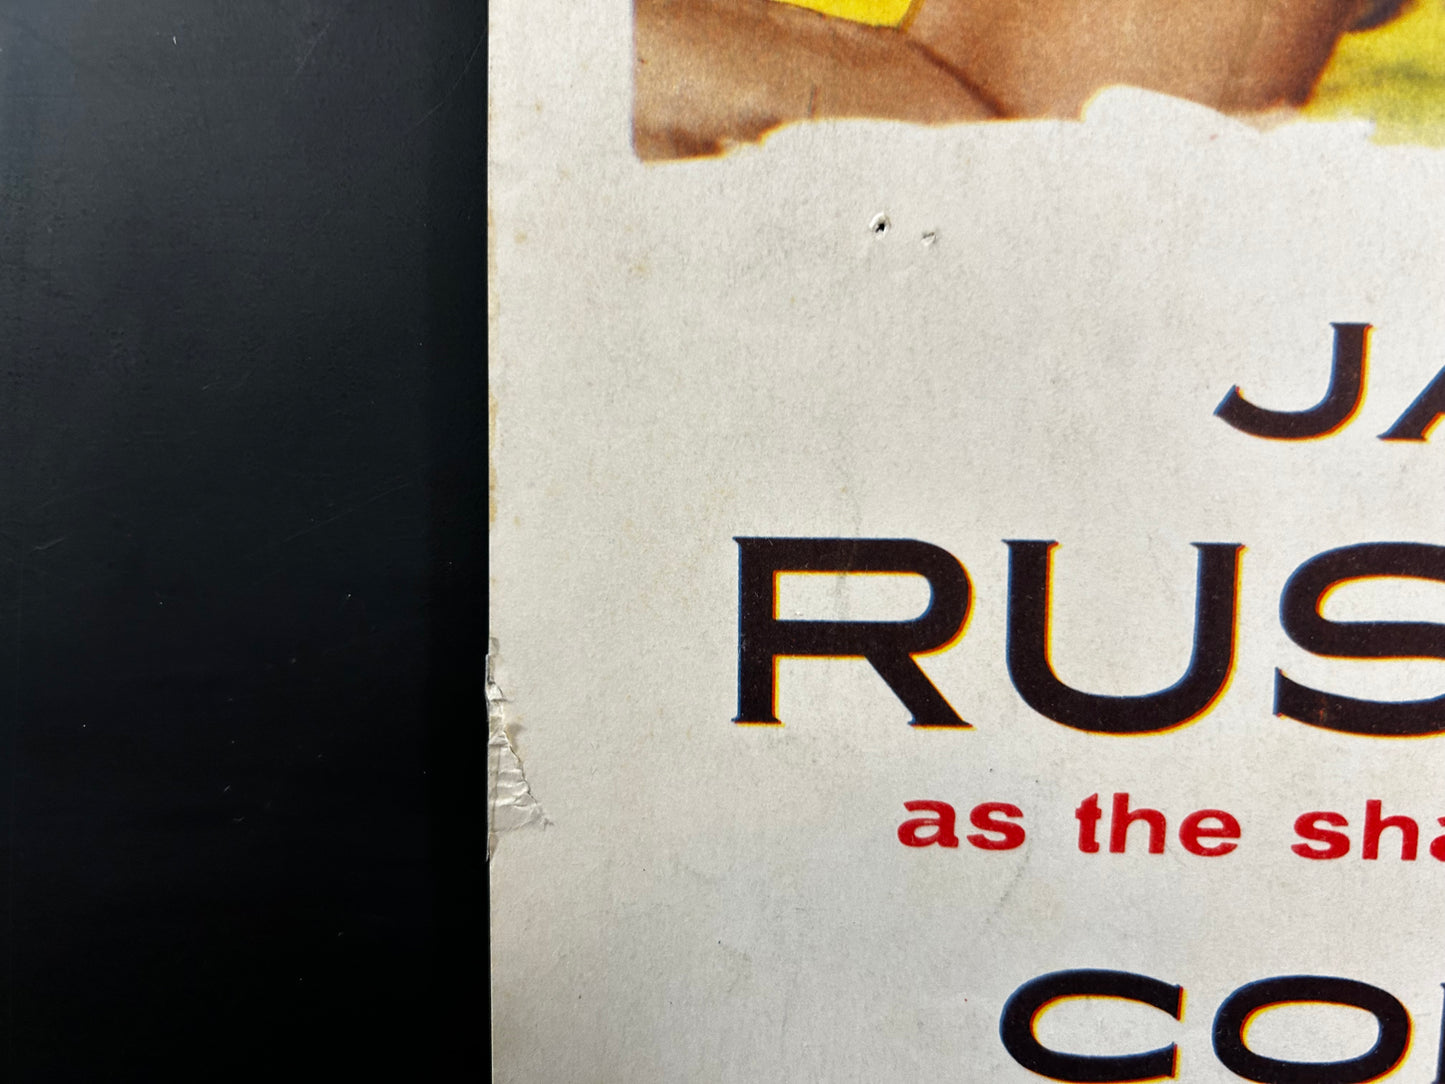 JA
RUS
as the sha
CO